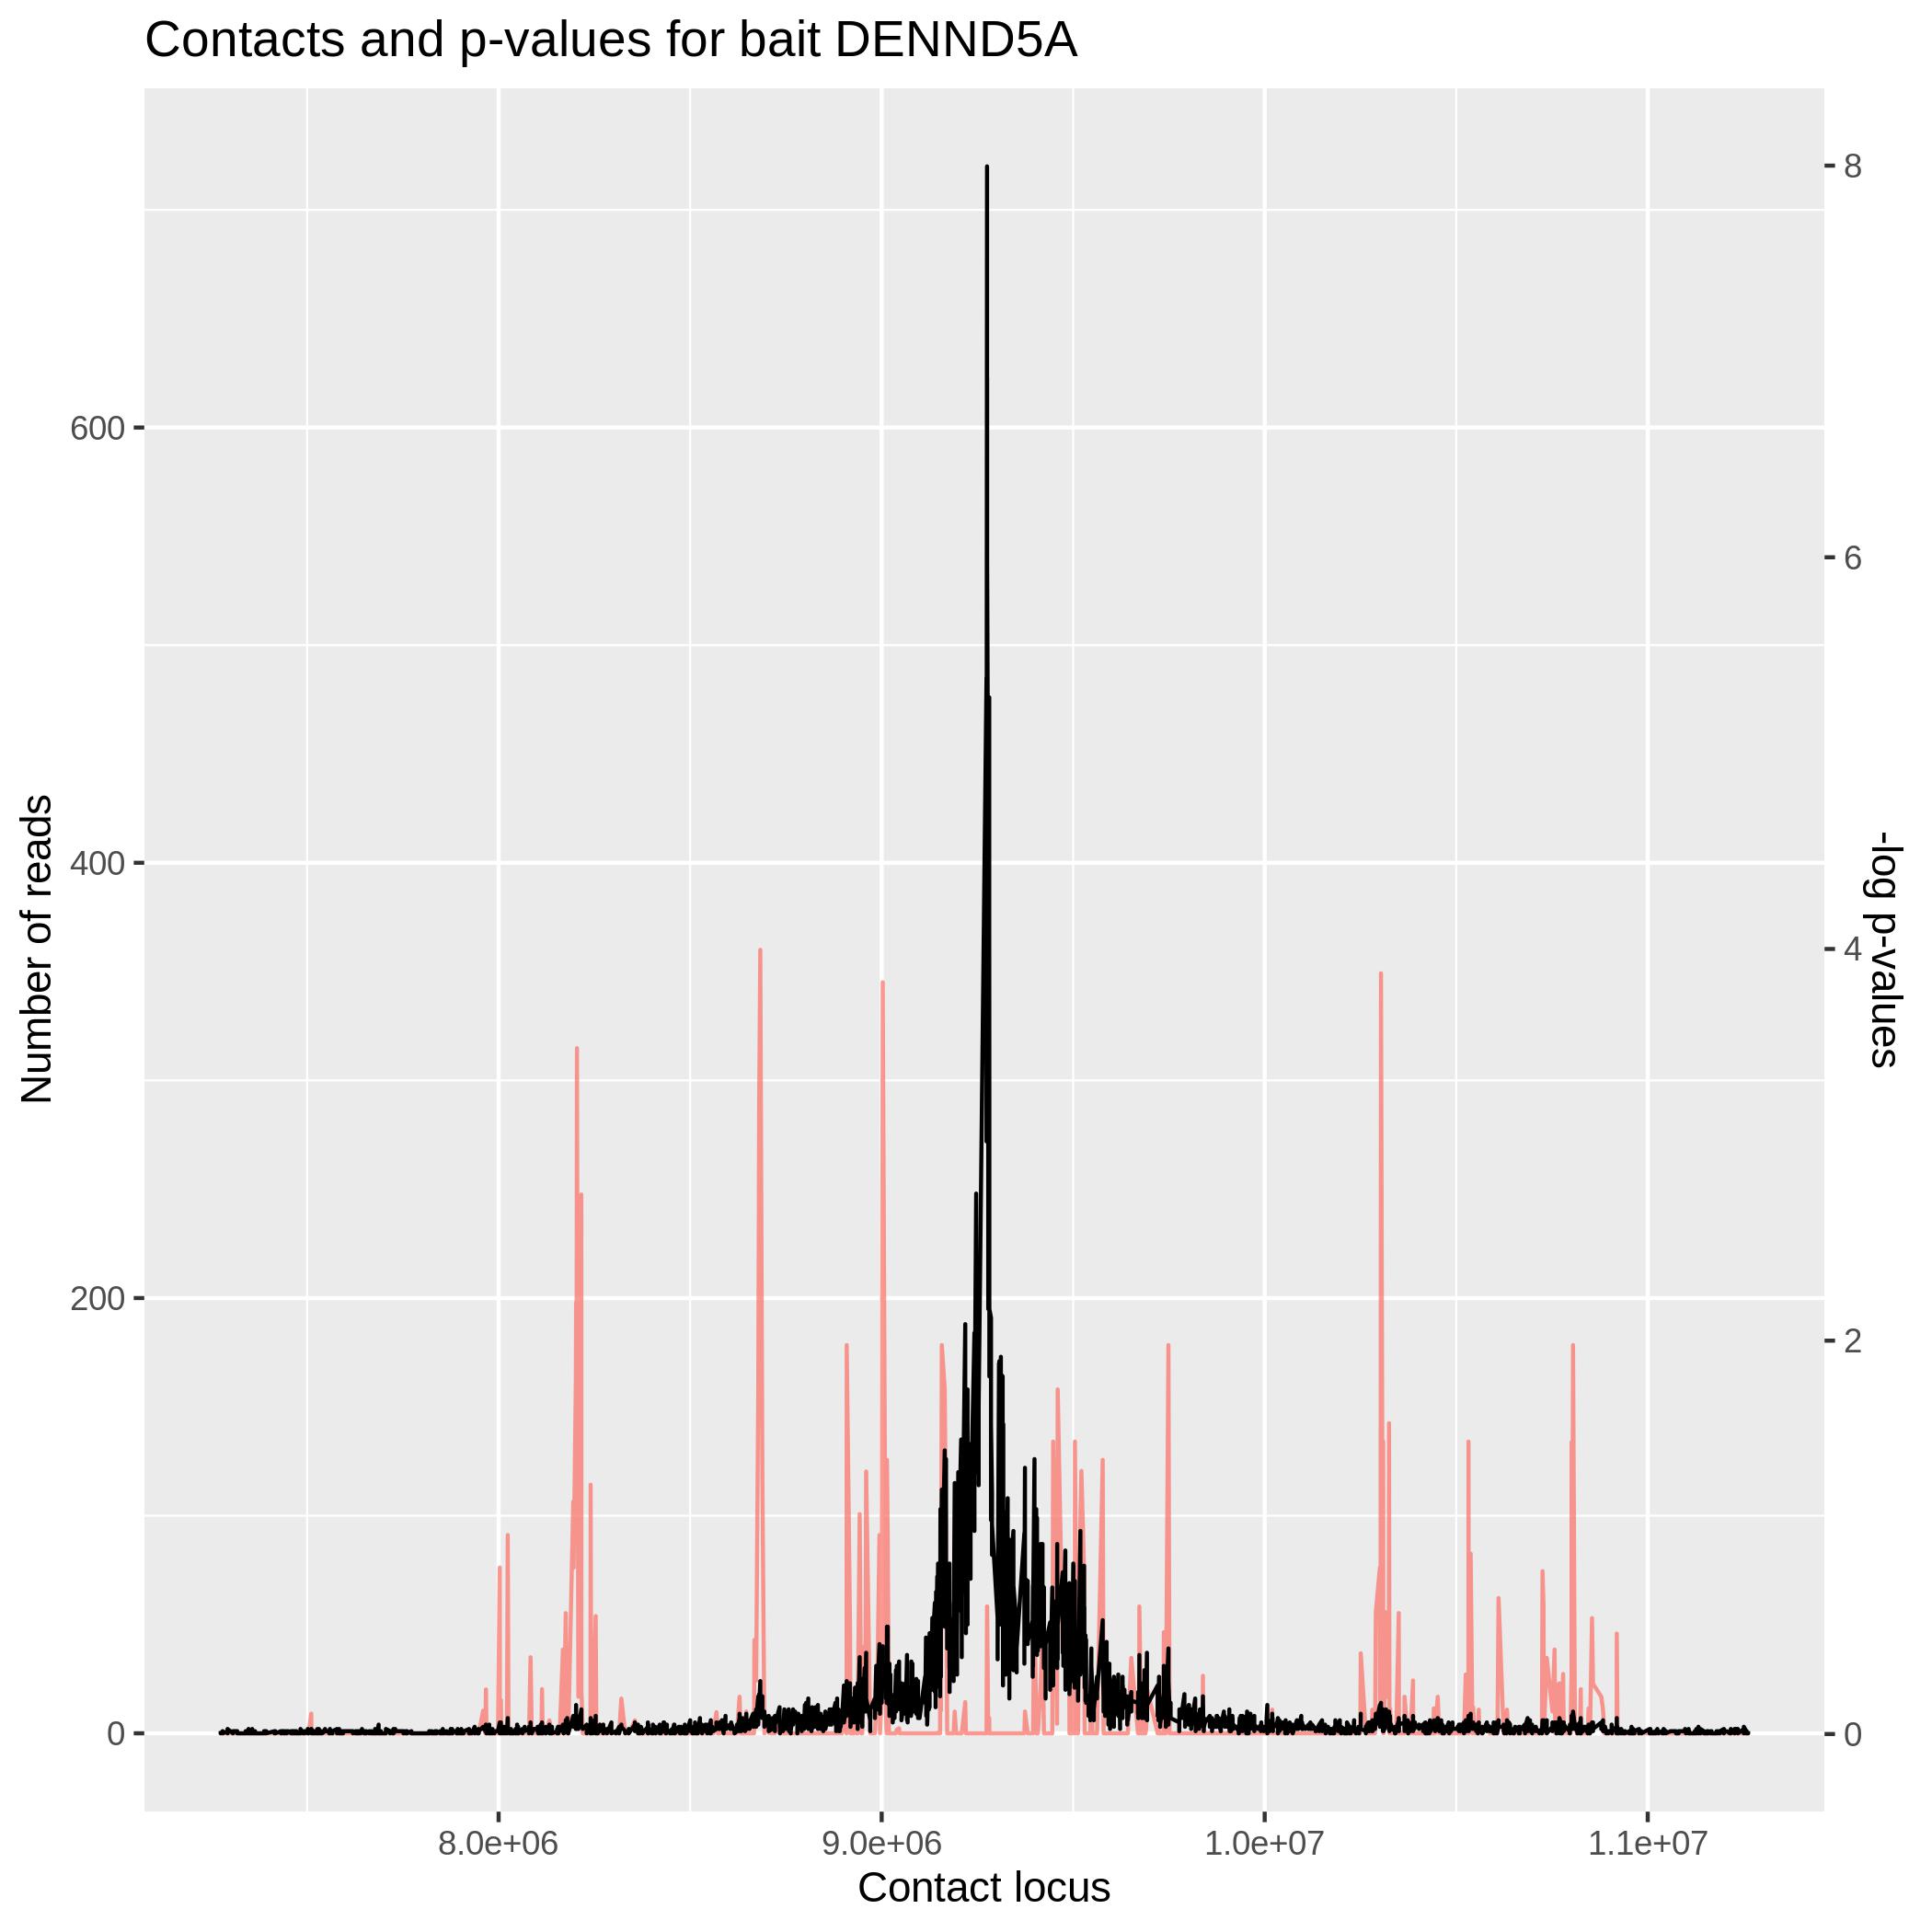 Contacts and p-values for bait DENND5A
Number of reads
600
400
200
0
8
6
4
2
0
-log p-values
8.0e+06
9.0e+06
1.0e+07
1.1e+07
Contact locus